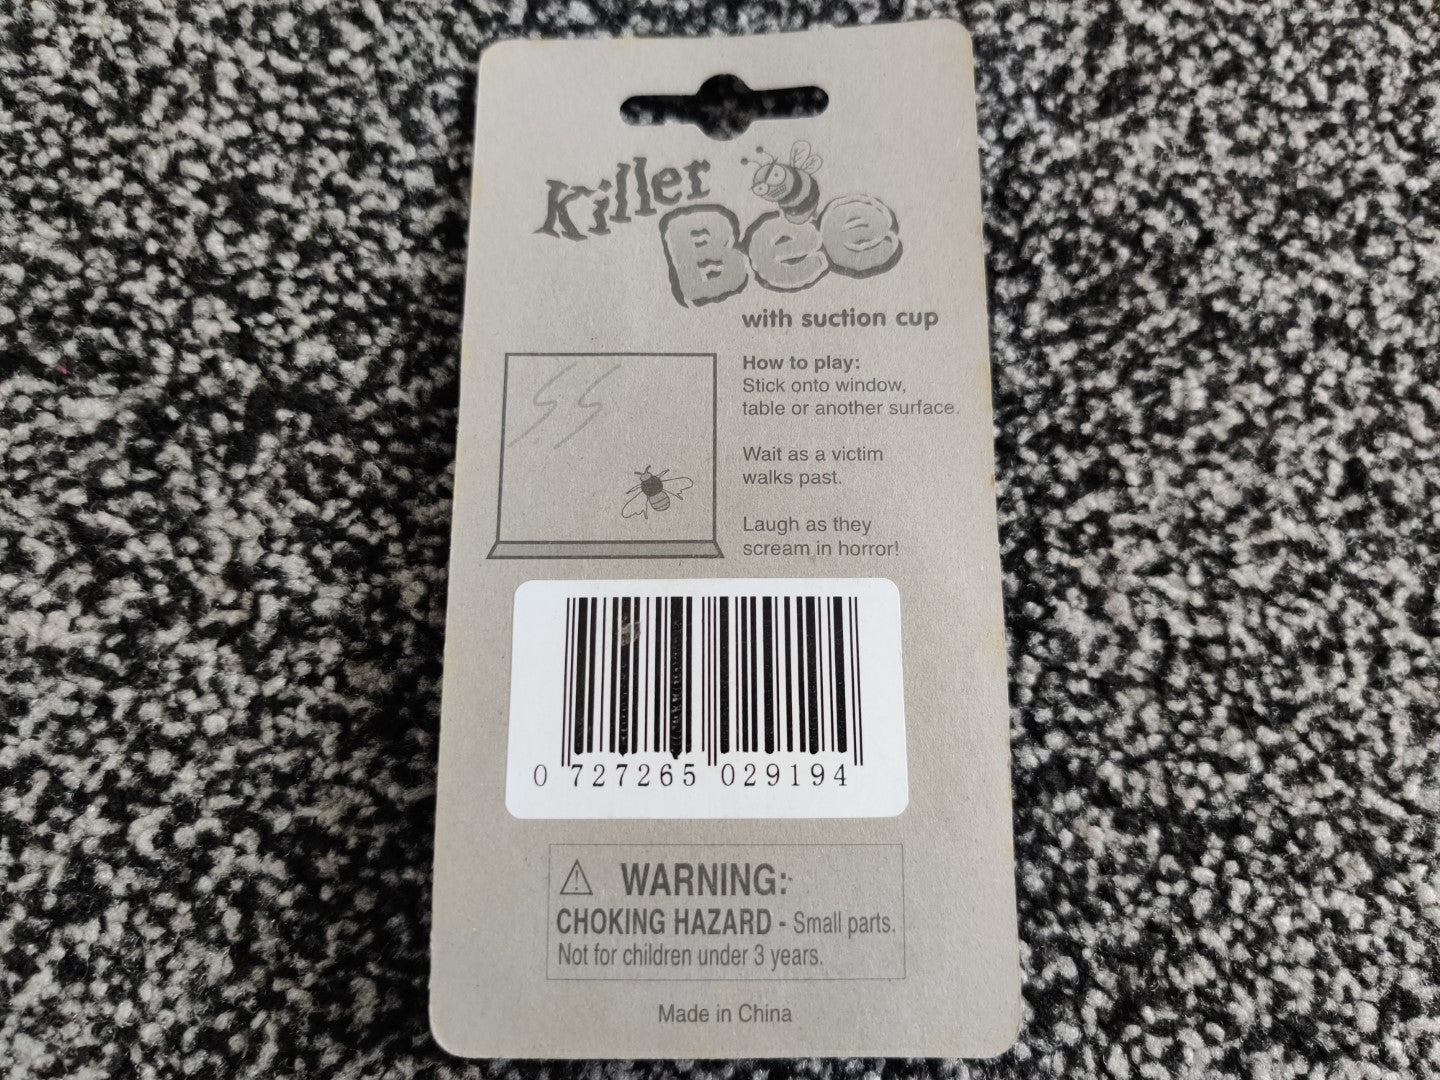 Killer
Bee
with suction cup
How to play:
Stick onto window,
table or another surface.
Wait as a victim
walks past.
Laugh as they
scream in horror!
0 727265 029194
WARNING:
CHOKING HAZARD - Small parts.
Not for children under 3 years.
Made in China